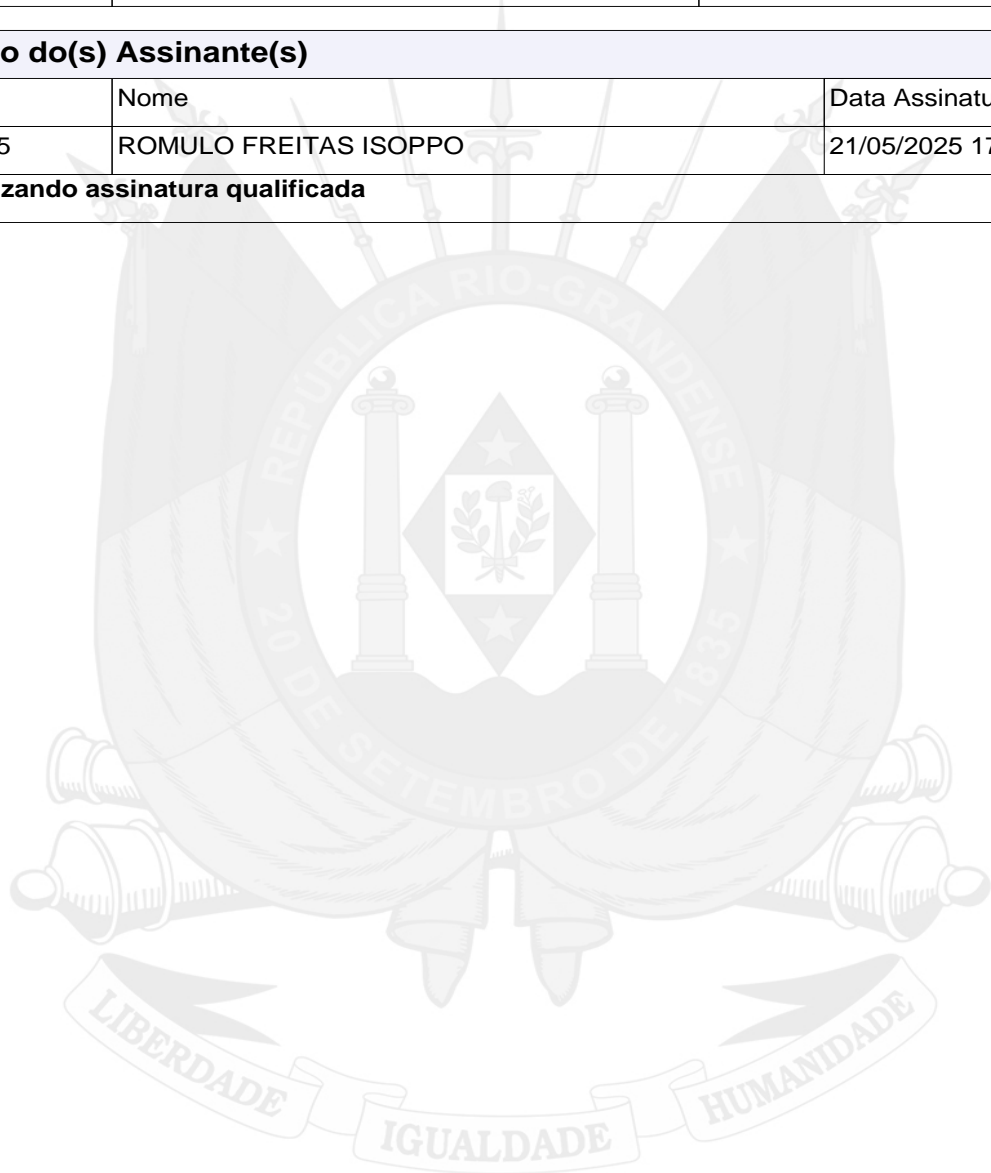 o do(s) Assinante(s)
Nome
Data Assinatu
5
ROMULO FREITAS ISOPPO
21/05/2025 17
zando assinatura qualificada
REPÚBLICA RIO-GRANDENSE
20 DE SETEMBRO DE 1835
LIBERDADE
IGUALDADE
HUMANIDADE